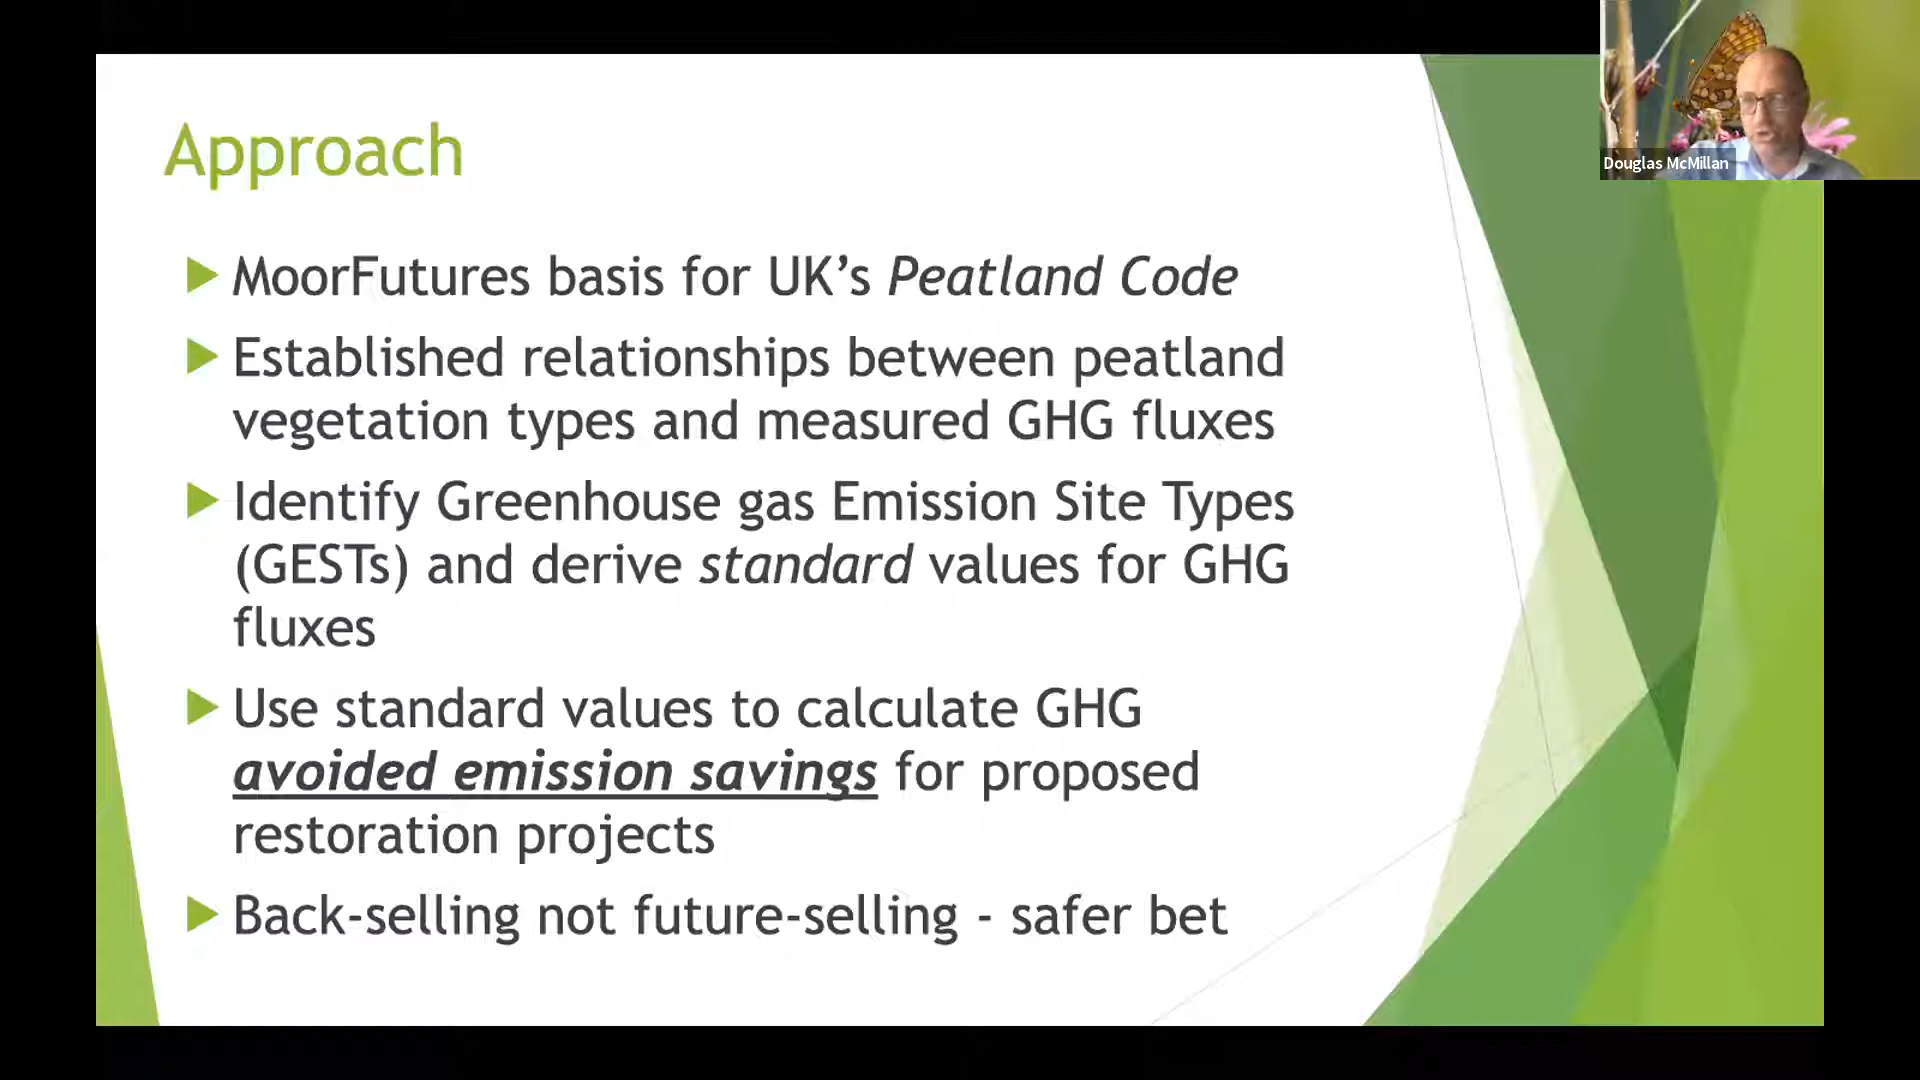 Douglas McMillan
Approach
MoorFutures basis for UK’s Peatland Code
Established relationships between peatland
vegetation types and measured GHG fluxes
Identify Greenhouse gas Emission Site Types
(GESTs) and derive standard values for GHG
fluxes
Use standard values to calculate GHG
avoided emission savings for proposed
restoration projects
Back-selling not future-selling - safer bet